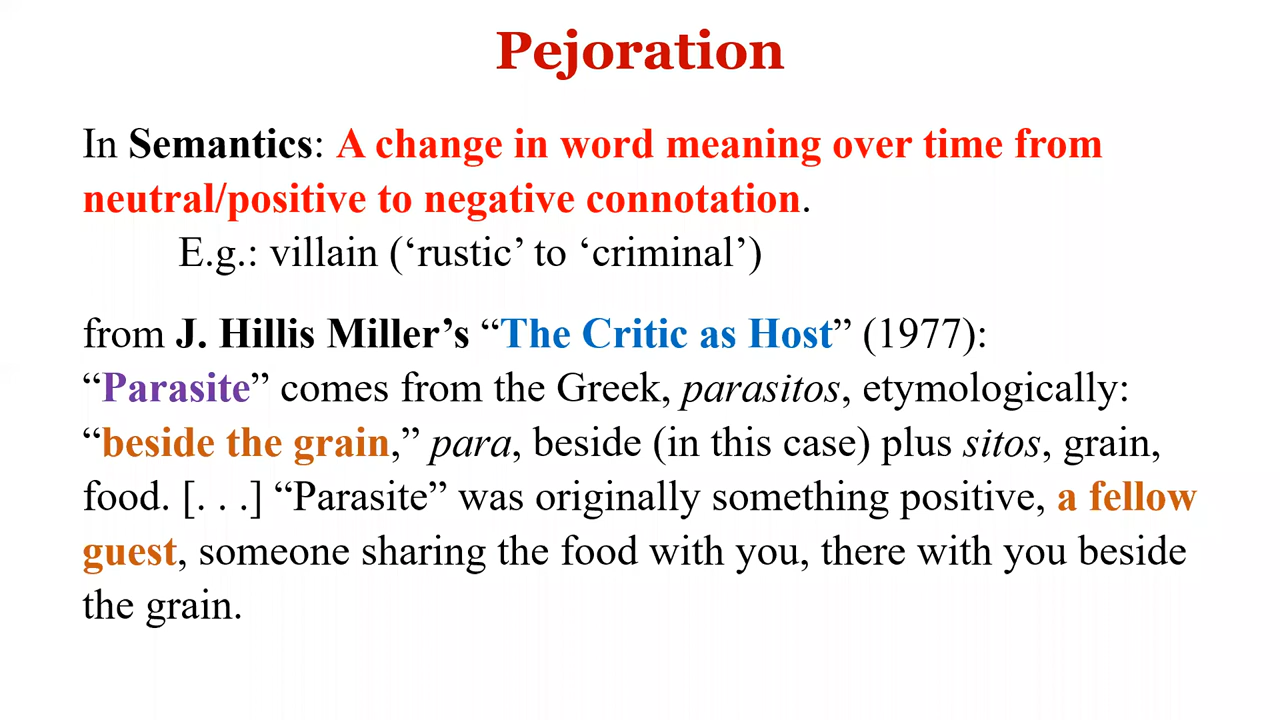 Pejoration
In Semantics: A change in word meaning over time from
neutral/positive to negative connotation.
E.g.: villain (‘rustic’ to ‘criminal’)
from J. Hillis Miller’s “The Critic as Host” (1977):
“Parasite” comes from the Greek, parasitos, etymologically:
“beside the grain,” para, beside (in this case) plus sitos, grain,
food. [. . .] “Parasite” was originally something positive, a fellow
guest, someone sharing the food with you, there with you beside
the grain.